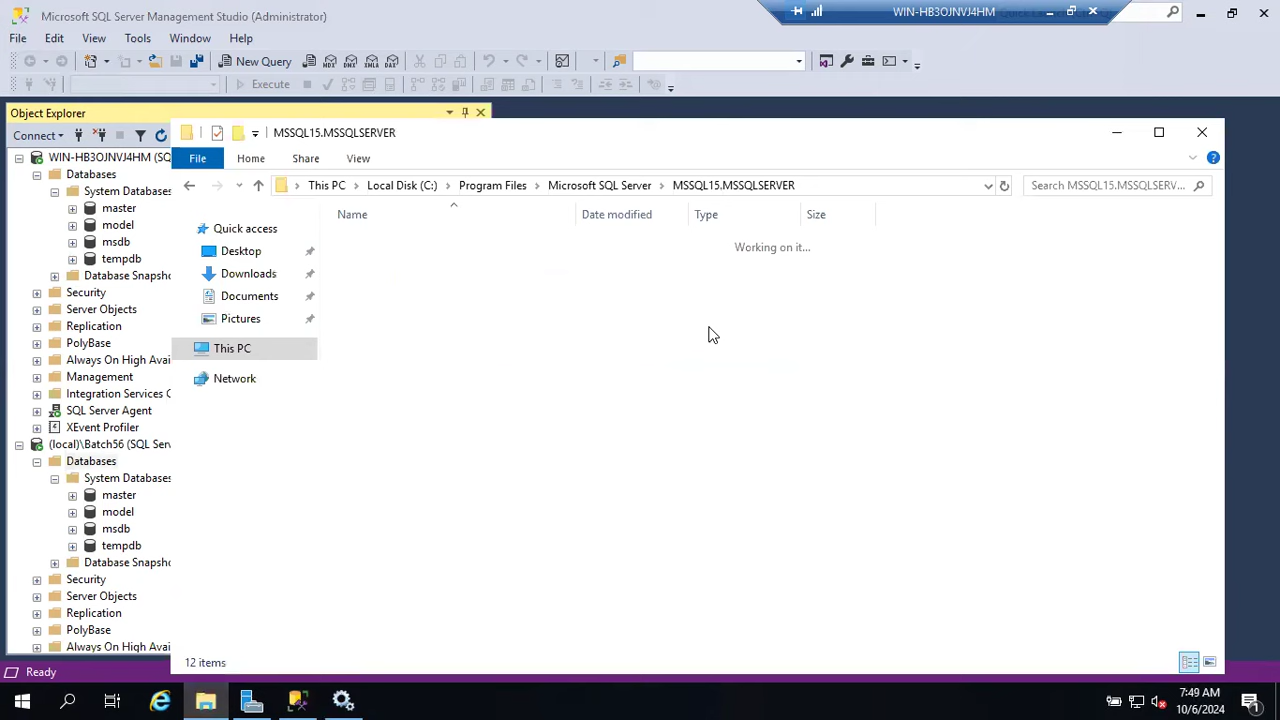 Microsoft SQL Server Management Studio (Administrator)
WIN-HB3OJNVJ4HM
File Edit View Tools Window Help
New Query
Execute
Object Explorer
Connect
WIN-HB3OJNVJ4HM (SQ
Databases
System Databases
master
model
msdb
tempdb
Database Snapsh
Security
Server Objects
Replication
PolyBase
Always On High Avai
Management
Integration Services C
SQL Server Agent
XEvent Profiler
(local)\Batch56 (SQL Serv
Databases
System Databases
master
model
msdb
tempdb
Database Snapsh
Security
Server Objects
Replication
PolyBase
Always On High Avai
Ready
MSSQL15.MSSQLSERVER
File Home Share View
This PC Local Disk (C:) Program Files Microsoft SQL Server MSSQL15.MSSQLSERVER
Search MSSQL15.MSSQLSERV...
Name Date modified Type Size
Working on it...
Quick access
Desktop
Downloads
Documents
Pictures
This PC
Network
12 items
7:49 AM
10/6/2024
1